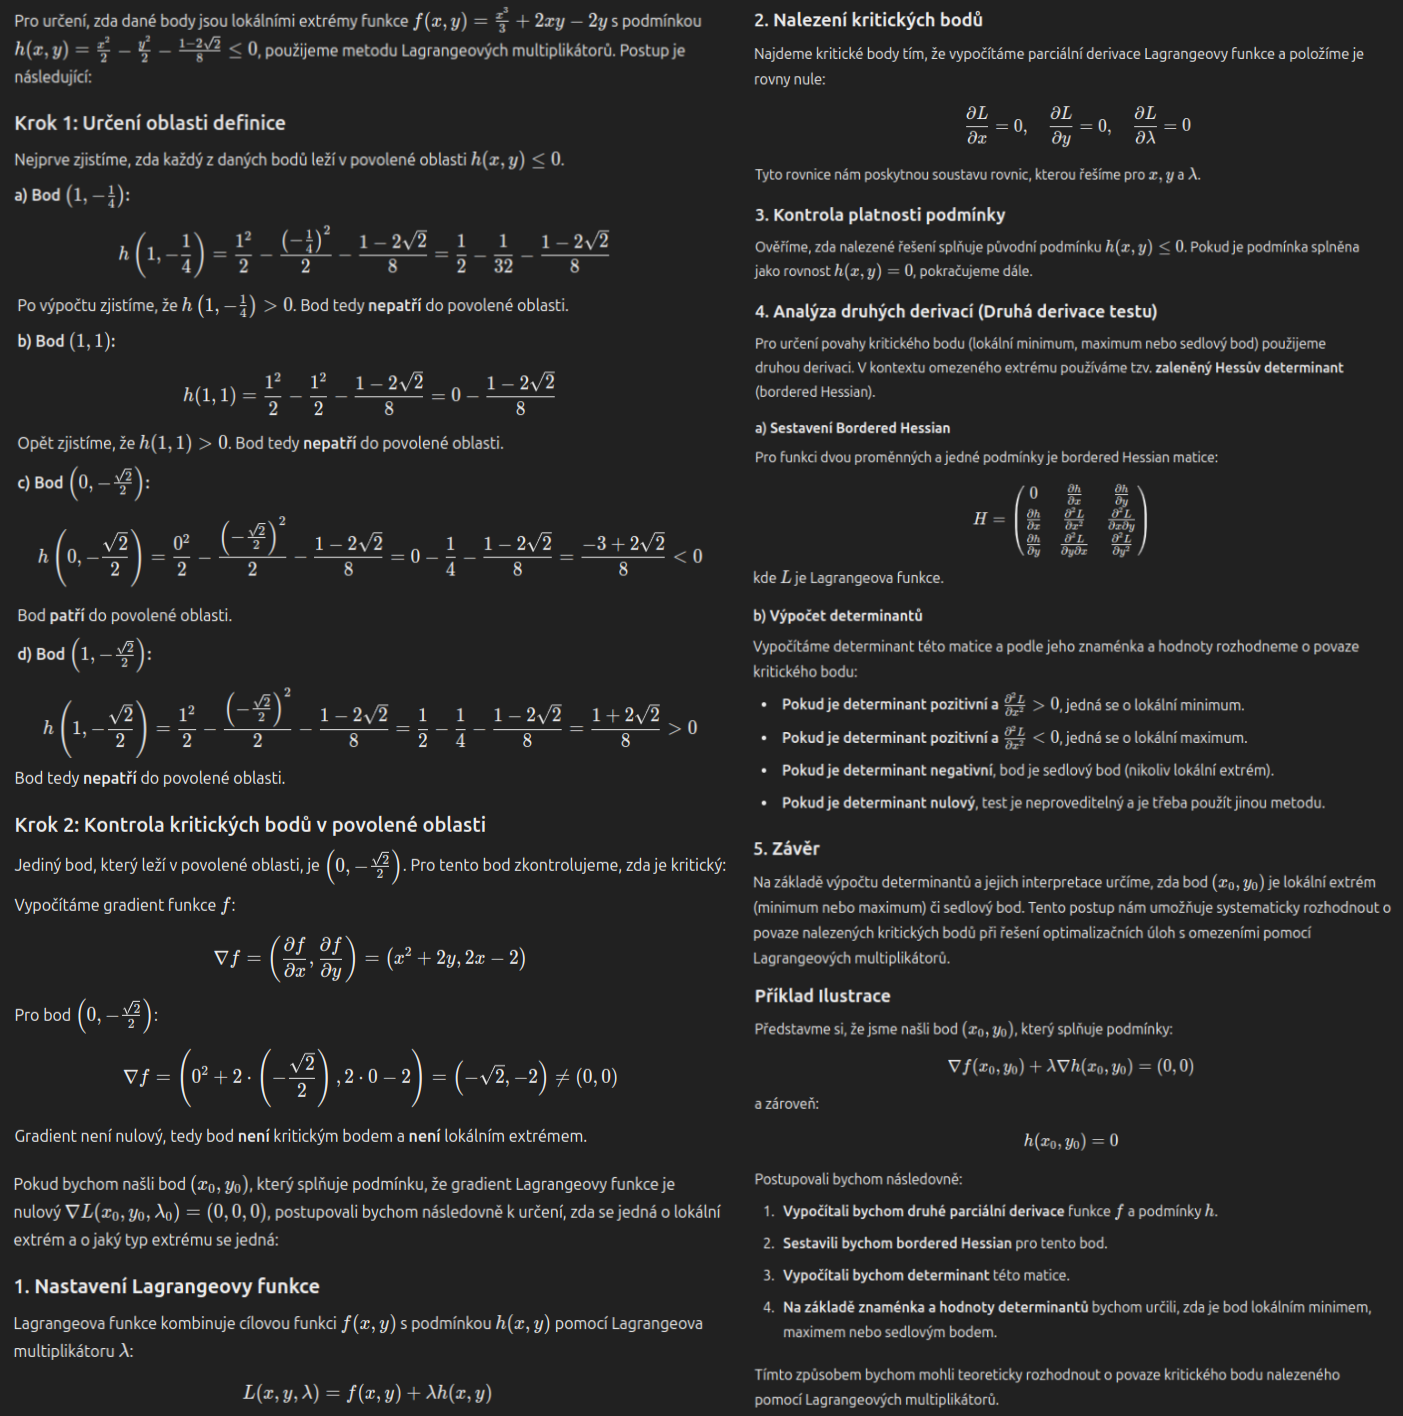 Pro určení, zda dané body jsou lokálními extrémy funkce f(x, y) = x³/3 + 2xy − 2y s podmínkou
h(x, y) = x²/2 − y²/2 − (1−2√2)/8 ≤ 0, použijeme metodu Lagrangeových multiplikátorů. Postup je
následující:
Krok 1: Určení oblasti definice
Nejprve zjistíme, zda každý z daných bodů leží v povolené oblasti h(x, y) ≤ 0.
a) Bod (1, −1/4):
h(1, −1/4) = 1²/2 − (−1/4)²/2 − (1 − 2√2)/8 = 1/2 − 1/32 − (1 − 2√2)/8
Po výpočtu zjistíme, že h(1, −1/4) > 0. Bod tedy nepatří do povolené oblasti.
b) Bod (1, 1):
h(1, 1) = 1²/2 − 1²/2 − (1 − 2√2)/8 = 0 − (1 − 2√2)/8
Opět zjistíme, že h(1, 1) > 0. Bod tedy nepatří do povolené oblasti.
c) Bod (0, −√2/2):
h(0, −√2/2) = 0²/2 − (−√2/2)²/2 − (1 − 2√2)/8 = 0 − 1/4 − (1 − 2√2)/8 = (−3 + 2√2)/8 < 0
Bod patří do povolené oblasti.
d) Bod (1, −√2/2):
h(1, −√2/2) = 1²/2 − (−√2/2)²/2 − (1 − 2√2)/8 = 1/2 − 1/4 − (1 − 2√2)/8 = (1 + 2√2)/8 > 0
Bod tedy nepatří do povolené oblasti.
Krok 2: Kontrola kritických bodů v povolené oblasti
Jediný bod, který leží v povolené oblasti, je (0, −√2/2). Pro tento bod zkontrolujeme, zda je kritický:
Vypočítáme gradient funkce f:
∇f = (∂f/∂x, ∂f/∂y) = (x² + 2y, 2x − 2)
Pro bod (0, −√2/2):
∇f = (0² + 2 · (−√2/2), 2 · 0 − 2) = (−√2, −2) ≠ (0, 0)
Gradient není nulový, tedy bod není kritickým bodem a není lokálním extrémem.
Pokud bychom našli bod (x₀, y₀), který splňuje podmínku, že gradient Lagrangeovy funkce je
nulový ∇L(x₀, y₀, λ₀) = (0, 0, 0), postupovali bychom následovně k určení, zda se jedná o lokální
extrém a o jaký typ extrému se jedná:
1. Nastavení Lagrangeovy funkce
Lagrangeova funkce kombinuje cílovou funkci f(x, y) s podmínkou h(x, y) pomocí Lagrangeova
multiplikátoru λ:
L(x, y, λ) = f(x, y) + λh(x, y)
2. Nalezení kritických bodů
Najdeme kritické body tím, že vypočítáme parciální derivace Lagrangeovy funkce a položíme je
rovny nule:
∂L/∂x = 0, ∂L/∂y = 0, ∂L/∂λ = 0
Tyto rovnice nám poskytnou soustavu rovnic, kterou řešíme pro x, y a λ.
3. Kontrola platnosti podmínky
Ověříme, zda nalezené řešení splňuje původní podmínku h(x, y) ≤ 0. Pokud je podmínka splněna
jako rovnost h(x, y) = 0, pokračujeme dále.
4. Analýza druhých derivací (Druhá derivace testu)
Pro určení povahy kritického bodu (lokální minimum, maximum nebo sedlový bod) použijeme
druhou derivaci. V kontextu omezeného extrému používáme tzv. zaleněný Hessův determinant
(bordered Hessian).
a) Sestavení Bordered Hessian
Pro funkci dvou proměnných a jedné podmínky je bordered Hessian matice:
0 ∂h/∂x ∂h/∂y
H = ∂h/∂x ∂²L/∂x² ∂²L/∂x∂y
∂h/∂y ∂²L/∂y∂x ∂²L/∂y²
kde L je Lagrangeova funkce.
b) Výpočet determinantů
Vypočítáme determinant této matice a podle jeho znaménka a hodnoty rozhodneme o povaze
kritického bodu:
• Pokud je determinant pozitivní a ∂²L/∂x² > 0, jedná se o lokální minimum.
• Pokud je determinant pozitivní a ∂²L/∂x² < 0, jedná se o lokální maximum.
• Pokud je determinant negativní, bod je sedlový bod (nikoliv lokální extrém).
• Pokud je determinant nulový, test je neproveditelný a je třeba použít jinou metodu.
5. Závěr
Na základě výpočtu determinantů a jejich interpretace určíme, zda bod (x₀, y₀) je lokální extrém
(minimum nebo maximum) či sedlový bod. Tento postup nám umožňuje systematicky rozhodnout o
povaze nalezených kritických bodů při řešení optimalizačních úloh s omezeními pomocí
Lagrangeových multiplikátorů.
Příklad Ilustrace
Představme si, že jsme našli bod (x₀, y₀), který splňuje podmínky:
∇f(x₀, y₀) + λ∇h(x₀, y₀) = (0, 0)
a zároveň:
h(x₀, y₀) = 0
Postupovali bychom následovně:
1. Vypočítali bychom druhé parciální derivace funkce f a podmínky h.
2. Sestavili bychom bordered Hessian pro tento bod.
3. Vypočítali bychom determinant této matice.
4. Na základě znaménka a hodnoty determinantů bychom určili, zda je bod lokálním minimem,
maximem nebo sedlovým bodem.
Tímto způsobem bychom mohli teoreticky rozhodnout o povaze kritického bodu nalezeného
pomocí Lagrangeových multiplikátorů.